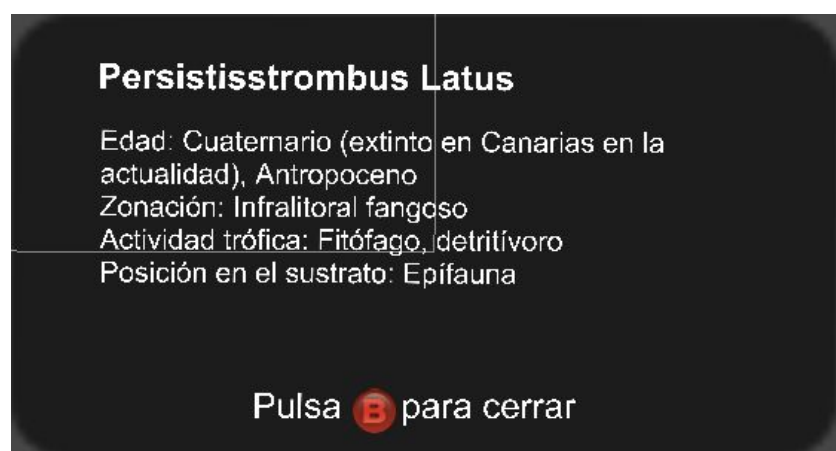 Persistisstrombus Latus
Edad: Cuaternario (extinto en Canarias en la
actualidad), Antropoceno
Zonación: Infralitoral fangoso
Actividad trófica: Fitófago, detritívoro
Posición en el sustrato: Epífauna
Pulsa B para cerrar